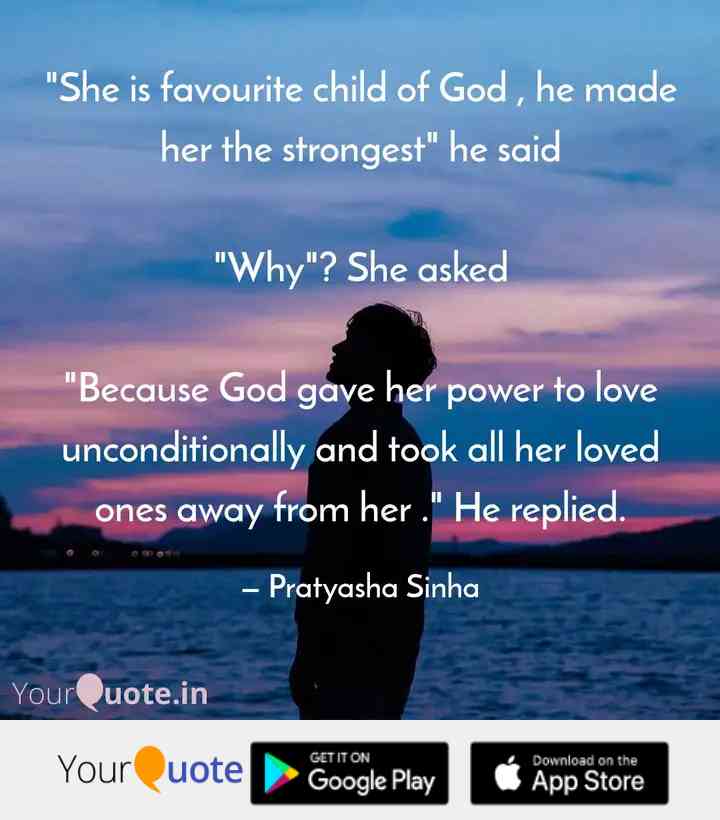 "She is favourite child of God , he made
her the strongest" he said
"Why"? She asked
"Because God gave her power to love
unconditionally and took all her loved
ones away from her ." He replied.
– Pratyasha Sinha
YourQuote.in
YourQuote
GET IT ON
Google Play
Download on the
App Store